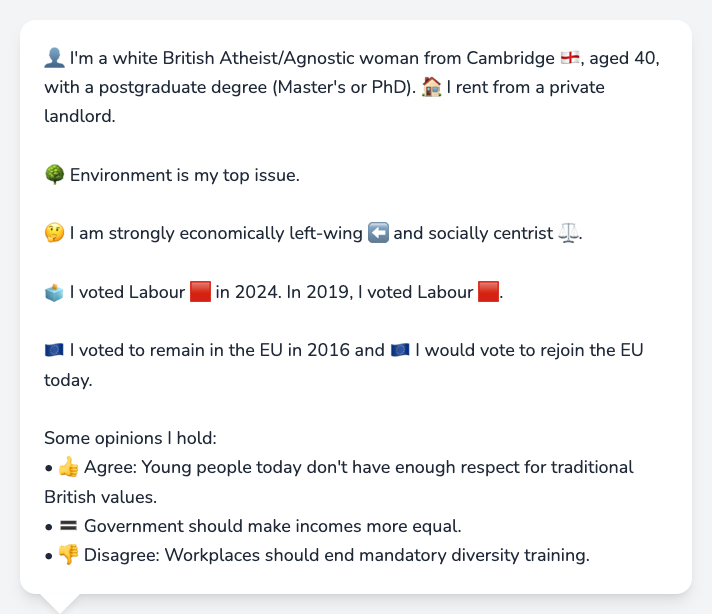 👤 I'm a white British Atheist/Agnostic woman from Cambridge 🏴󠁧󠁢󠁥󠁮󠁧󠁿, aged 40,
with a postgraduate degree (Master's or PhD). 🏠 I rent from a private
landlord.
🌳 Environment is my top issue.
🤔 I am strongly economically left-wing ⬅️ and socially centrist ⚖️.
🗳️ I voted Labour 🟥 in 2024. In 2019, I voted Labour 🟥.
🇪🇺 I voted to remain in the EU in 2016 and 🇪🇺 I would vote to rejoin the EU
today.
Some opinions I hold:
• 👍 Agree: Young people today don't have enough respect for traditional
British values.
• 🟰 Government should make incomes more equal.
• 👎 Disagree: Workplaces should end mandatory diversity training.